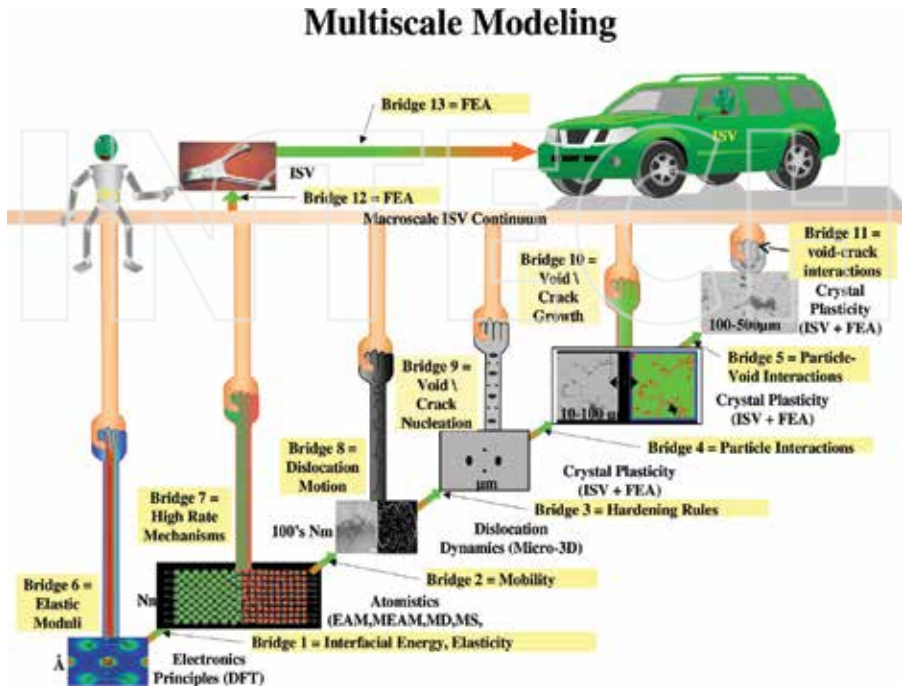 Multiscale Modeling
Bridge 13 = FEA
ISV
ISV
Bridge 12 = FEA
Macroscale ISV Continuum
INTECH
Bridge 11 =
void-crack
interactions
Crystal
Plasticity
(ISV + FEA)
100-500µm
Bridge 10 =
Void \
Crack
Growth
Bridge 5 = Particle-
Void Interactions
Crystal Plasticity
(ISV + FEA)
Bridge 9 =
Void \
Crack
Nucleation
10-100 µ
Bridge 4 = Particle Interactions
Crystal Plasticity
(ISV + FEA)
Bridge 8 =
Dislocation
Motion
µm
Bridge 3 = Hardening Rules
Dislocation
Dynamics (Micro-3D)
Bridge 7 =
High Rate
Mechanisms
100's Nm
Bridge 2 = Mobility
Atomistics
(EAM,MEAM,MD,MS,
Bridge 6 =
Elastic
Moduli
Nm
Bridge 1 = Interfacial Energy, Elasticity
Å
Electronics
Principles (DFT)